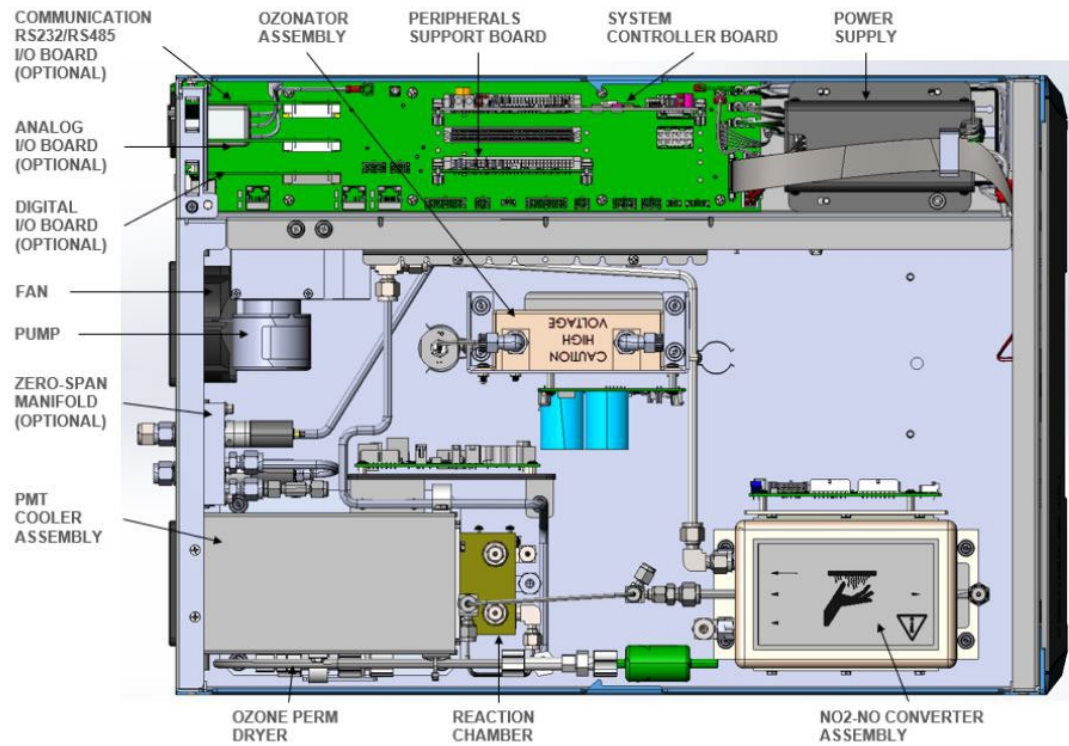 COMMUNICATION
RS232/RS485
I/O BOARD
(OPTIONAL)
OZONATOR
ASSEMBLY
PERIPHERALS
SUPPORT BOARD
SYSTEM
CONTROLLER BOARD
POWER
SUPPLY
ANALOG
I/O BOARD
(OPTIONAL)
DIGITAL
I/O BOARD
(OPTIONAL)
FAN
PUMP
ZERO-SPAN
MANIFOLD
(OPTIONAL)
PMT
COOLER
ASSEMBLY
CAUTION
HIGH
VOLTAGE
OZONE PERM
DRYER
REACTION
CHAMBER
NO2-NO CONVERTER
ASSEMBLY